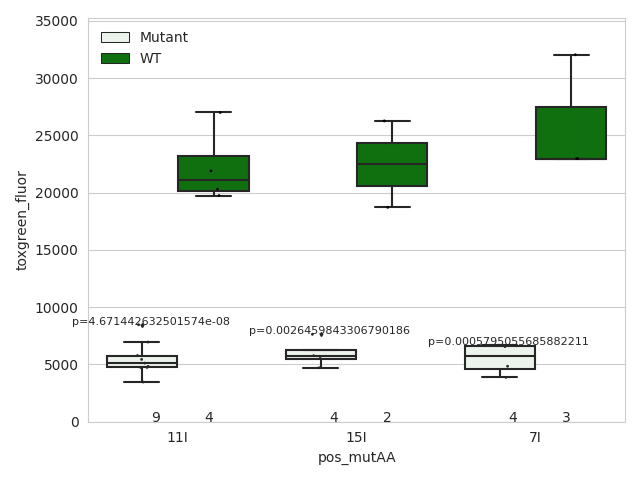 35000
Mutant
WT
30000
25000
20000
15000
10000
5000
0
toxgreen_fluor
p=4.671442632501574e-08
p=0.0026459843306790186
p=0.0005795055685882211
9 4 4 2 4 3
11I 15I 7I
pos_mutAA